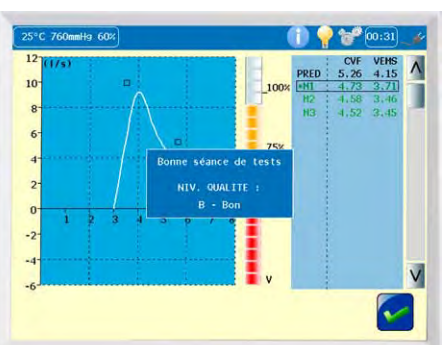 25°C 760mmHg 60%
00:31
(l/s)
12
10
8
6
4
2
0
-2
-4
-6
1 2 3 4 5 6 7 8
100%
75%
V
CVF VEMS
PRED 5.26 4.15
*M1 4.73 3.71
M2 4.58 3.46
M3 4.52 3.45
Bonne séance de tests
NIV. QUALITE :
B - Bon